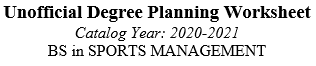 Unofficial Degree Planning Worksheet
Catalog Year: 2020-2021
BS in SPORTS MANAGEMENT